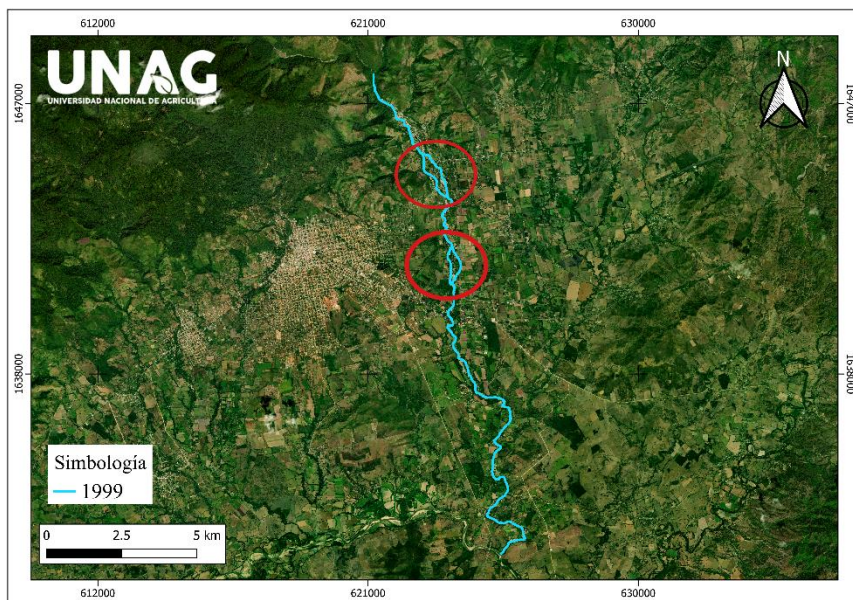 612000 621000 630000
UNAG
UNIVERSIDAD NACIONAL DE AGRICULTURA
N
1647000 1647000
1638000 1638000
Simbología
1999
0 2.5 5 km
612000 621000 630000